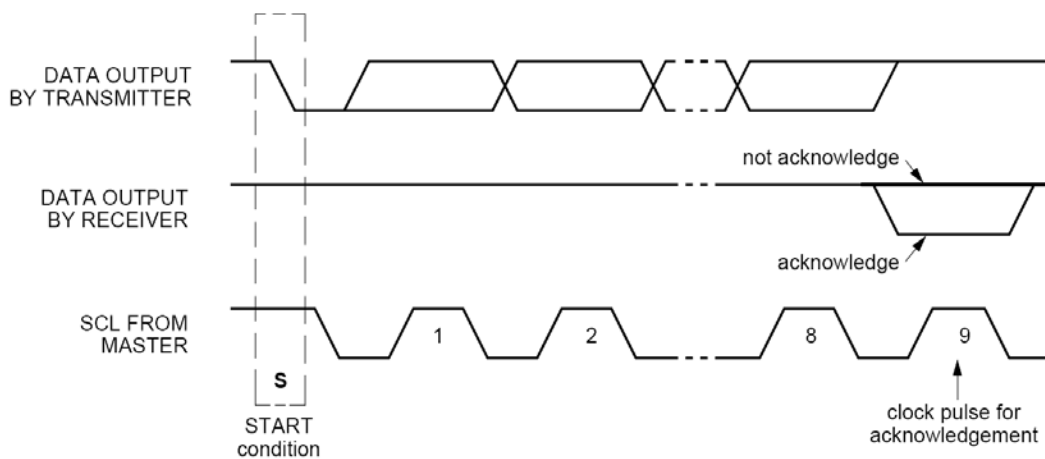 DATA OUTPUT
BY TRANSMITTER
not acknowledge
DATA OUTPUT
BY RECEIVER
acknowledge
SCL FROM
MASTER
1
2
8
9
S
START
condition
clock pulse for
acknowledgement